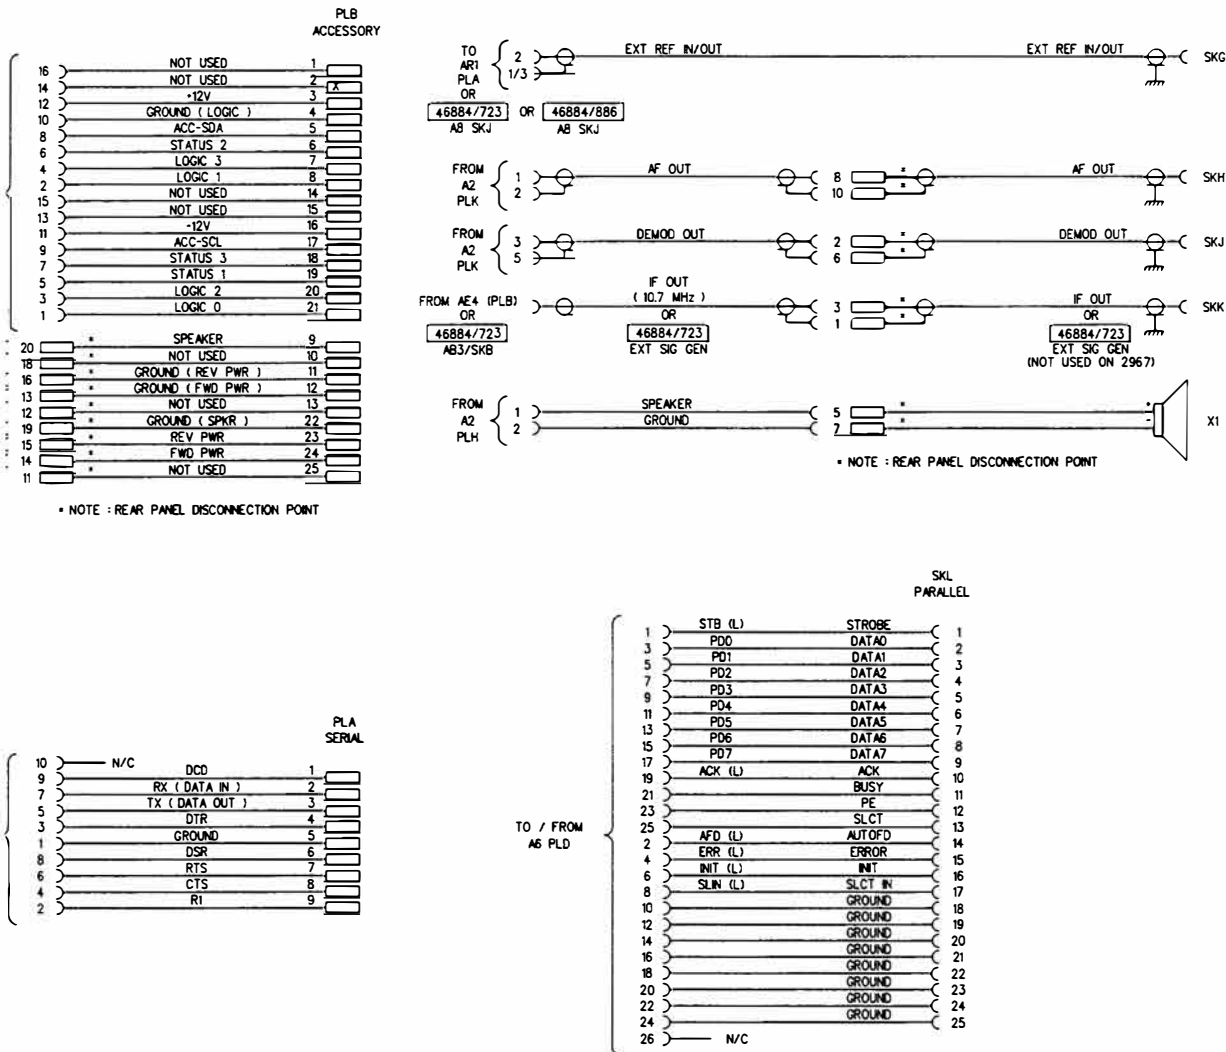 PLB
ACCESSORY
16 NOT USED 1
14 NOT USED 2 X
12 +12V 3
10 GROUND ( LOGIC ) 4
8 ACC-SDA 5
6 STATUS 2 6
4 LOGIC 3 7
2 LOGIC 1 8
15 NOT USED 14
13 NOT USED 15
11 -12V 16
9 ACC-SCL 17
7 STATUS 3 18
5 STATUS 1 19
3 LOGIC 2 20
1 LOGIC 0 21
20 * SPEAKER 9
18 NOT USED 10
16 * GROUND ( REV PWR ) 11
13 * GROUND ( FWD PWR ) 12
12 * NOT USED 13
19 * GROUND ( SPKR ) 22
15 * REV PWR 23
14 * FWD PWR 24
11 * NOT USED 25
* NOTE : REAR PANEL DISCONNECTION POINT
TO
AR1
PLA
OR
2 EXT REF IN/OUT EXT REF IN/OUT SKG
1/3
46884/723 OR 46884/886
A8 SKJ A8 SKJ
FROM
A2
PLK
1 AF OUT 8 * AF OUT SKH
2 10 *
FROM
A2
PLK
3 DEMOD OUT 2 * DEMOD OUT SKJ
5 6 *
FROM AE4 (PLB)
OR
46884/723
AB3/SKB
IF OUT
( 10.7 MHz )
OR
46884/723
EXT SIG GEN
3 *
1 *
IF OUT
OR
46884/723
EXT SIG GEN
(NOT USED ON 2967)
SKK
FROM
A2
PLH
1 SPEAKER 5 * +
2 GROUND 7 * -
X1
* NOTE : REAR PANEL DISCONNECTION POINT
PLA
SERIAL
10 N/C
9 DCD 1
7 RX ( DATA IN ) 2
5 TX ( DATA OUT ) 3
3 DTR 4
1 GROUND 5
8 DSR 6
6 RTS 7
4 CTS 8
2 R1 9
SKL
PARALLEL
TO / FROM
A6 PLD
1 STB (L) STROBE 1
3 PD0 DATA0 2
5 PD1 DATA1 3
7 PD2 DATA2 4
9 PD3 DATA3 5
11 PD4 DATA4 6
13 PD5 DATA5 7
15 PD6 DATA6 8
17 PD7 DATA7 9
19 ACK (L) ACK 10
21 BUSY 11
23 PE 12
25 SLCT 13
2 AFD (L) AUTOFD 14
4 ERR (L) ERROR 15
6 INIT (L) INIT 16
8 SLIN (L) SLCT IN 17
10 GROUND 18
12 GROUND 19
14 GROUND 20
16 GROUND 21
18 GROUND 22
20 GROUND 23
22 GROUND 24
24 GROUND 25
26 N/C